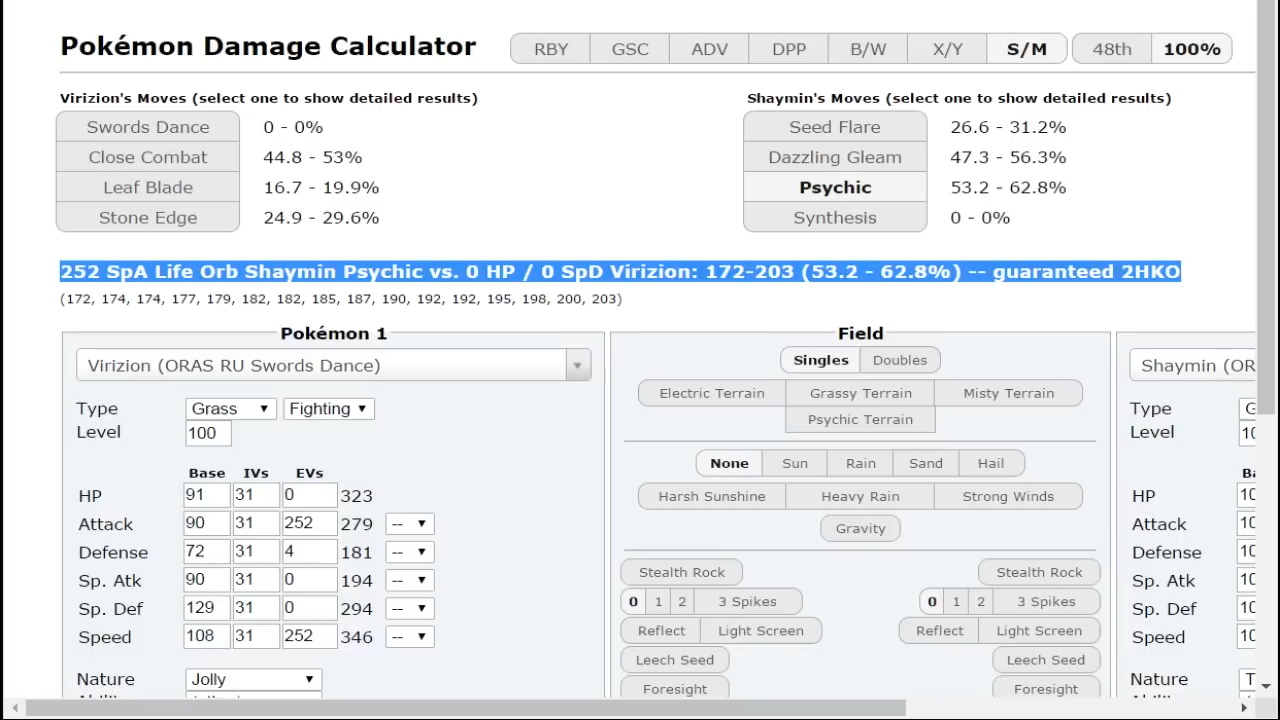 Pokémon Damage Calculator
RBY GSC ADV DPP B/W X/Y S/M 48th 100%
Virizion's Moves (select one to show detailed results)
Swords Dance 0 - 0%
Close Combat 44.8 - 53%
Leaf Blade 16.7 - 19.9%
Stone Edge 24.9 - 29.6%
Shaymin's Moves (select one to show detailed results)
Seed Flare 26.6 - 31.2%
Dazzling Gleam 47.3 - 56.3%
Psychic 53.2 - 62.8%
Synthesis 0 - 0%
252 SpA Life Orb Shaymin Psychic vs. 0 HP / 0 SpD Virizion: 172-203 (53.2 - 62.8%) -- guaranteed 2HKO
(172, 174, 174, 177, 179, 182, 182, 185, 187, 190, 192, 192, 195, 198, 200, 203)
Pokémon 1
Virizion (ORAS RU Swords Dance)
Type Grass Fighting
Level 100
Base IVs EVs
HP 91 31 0 323
Attack 90 31 252 279 --
Defense 72 31 4 181 --
Sp. Atk 90 31 0 194 --
Sp. Def 129 31 0 294 --
Speed 108 31 252 346 --
Nature Jolly
Field
Singles Doubles
Electric Terrain Grassy Terrain Misty Terrain
Psychic Terrain
None Sun Rain Sand Hail
Harsh Sunshine Heavy Rain Strong Winds
Gravity
Stealth Rock Stealth Rock
0 1 2 3 Spikes 0 1 2 3 Spikes
Reflect Light Screen Reflect Light Screen
Leech Seed Leech Seed
Foresight Foresight
Shaymin (OR
Type
Level 10
HP 10
Attack 10
Defense 10
Sp. Atk 10
Sp. Def 10
Speed 10
Nature T